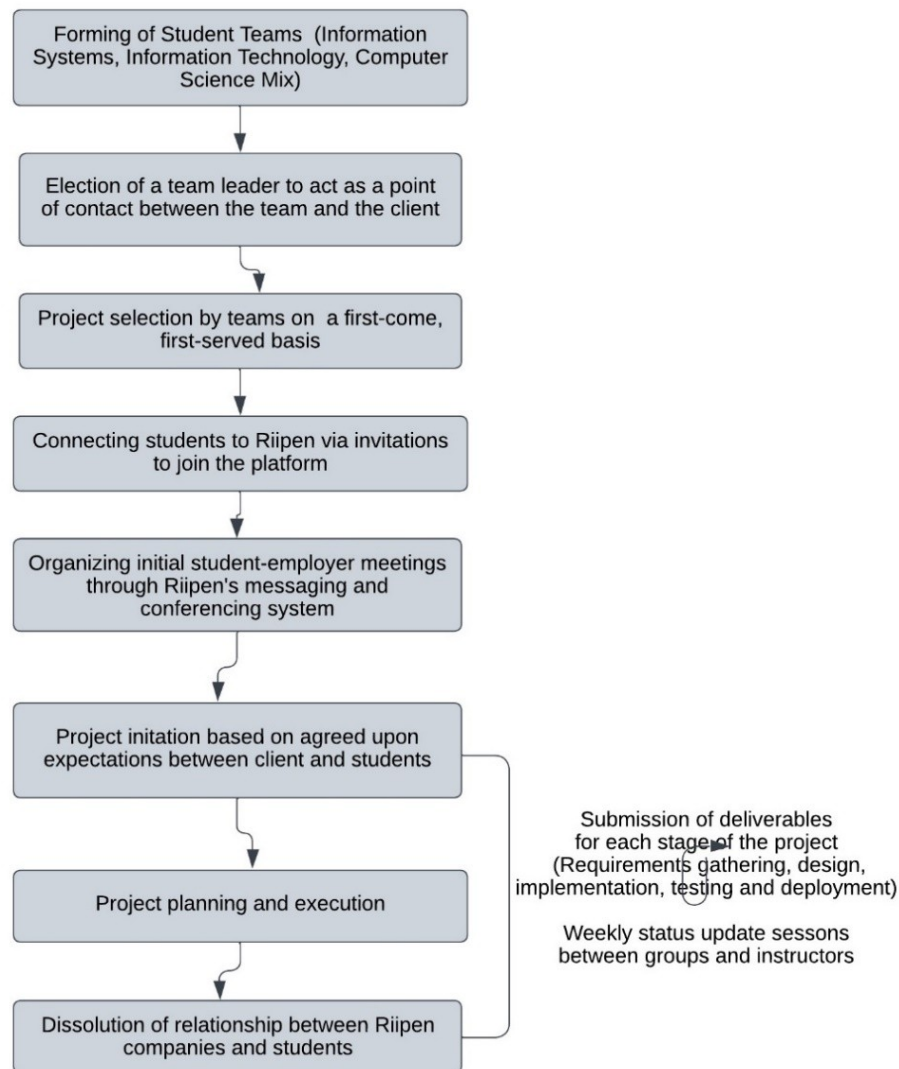 Forming of Student Teams (Information
Systems, Information Technology, Computer
Science Mix)
Election of a team leader to act as a point
of contact between the team and the client
Project selection by teams on a first-come,
first-served basis
Connecting students to Riipen via invitations
to join the platform
Organizing initial student-employer meetings
through Riipen's messaging and
conferencing system
Project initation based on agreed upon
expectations between client and students
Project planning and execution
Dissolution of relationship between Riipen
companies and students
Submission of deliverables
for each stage of the project
(Requirements gathering, design,
implementation, testing and deployment)
Weekly status update sessons
between groups and instructors